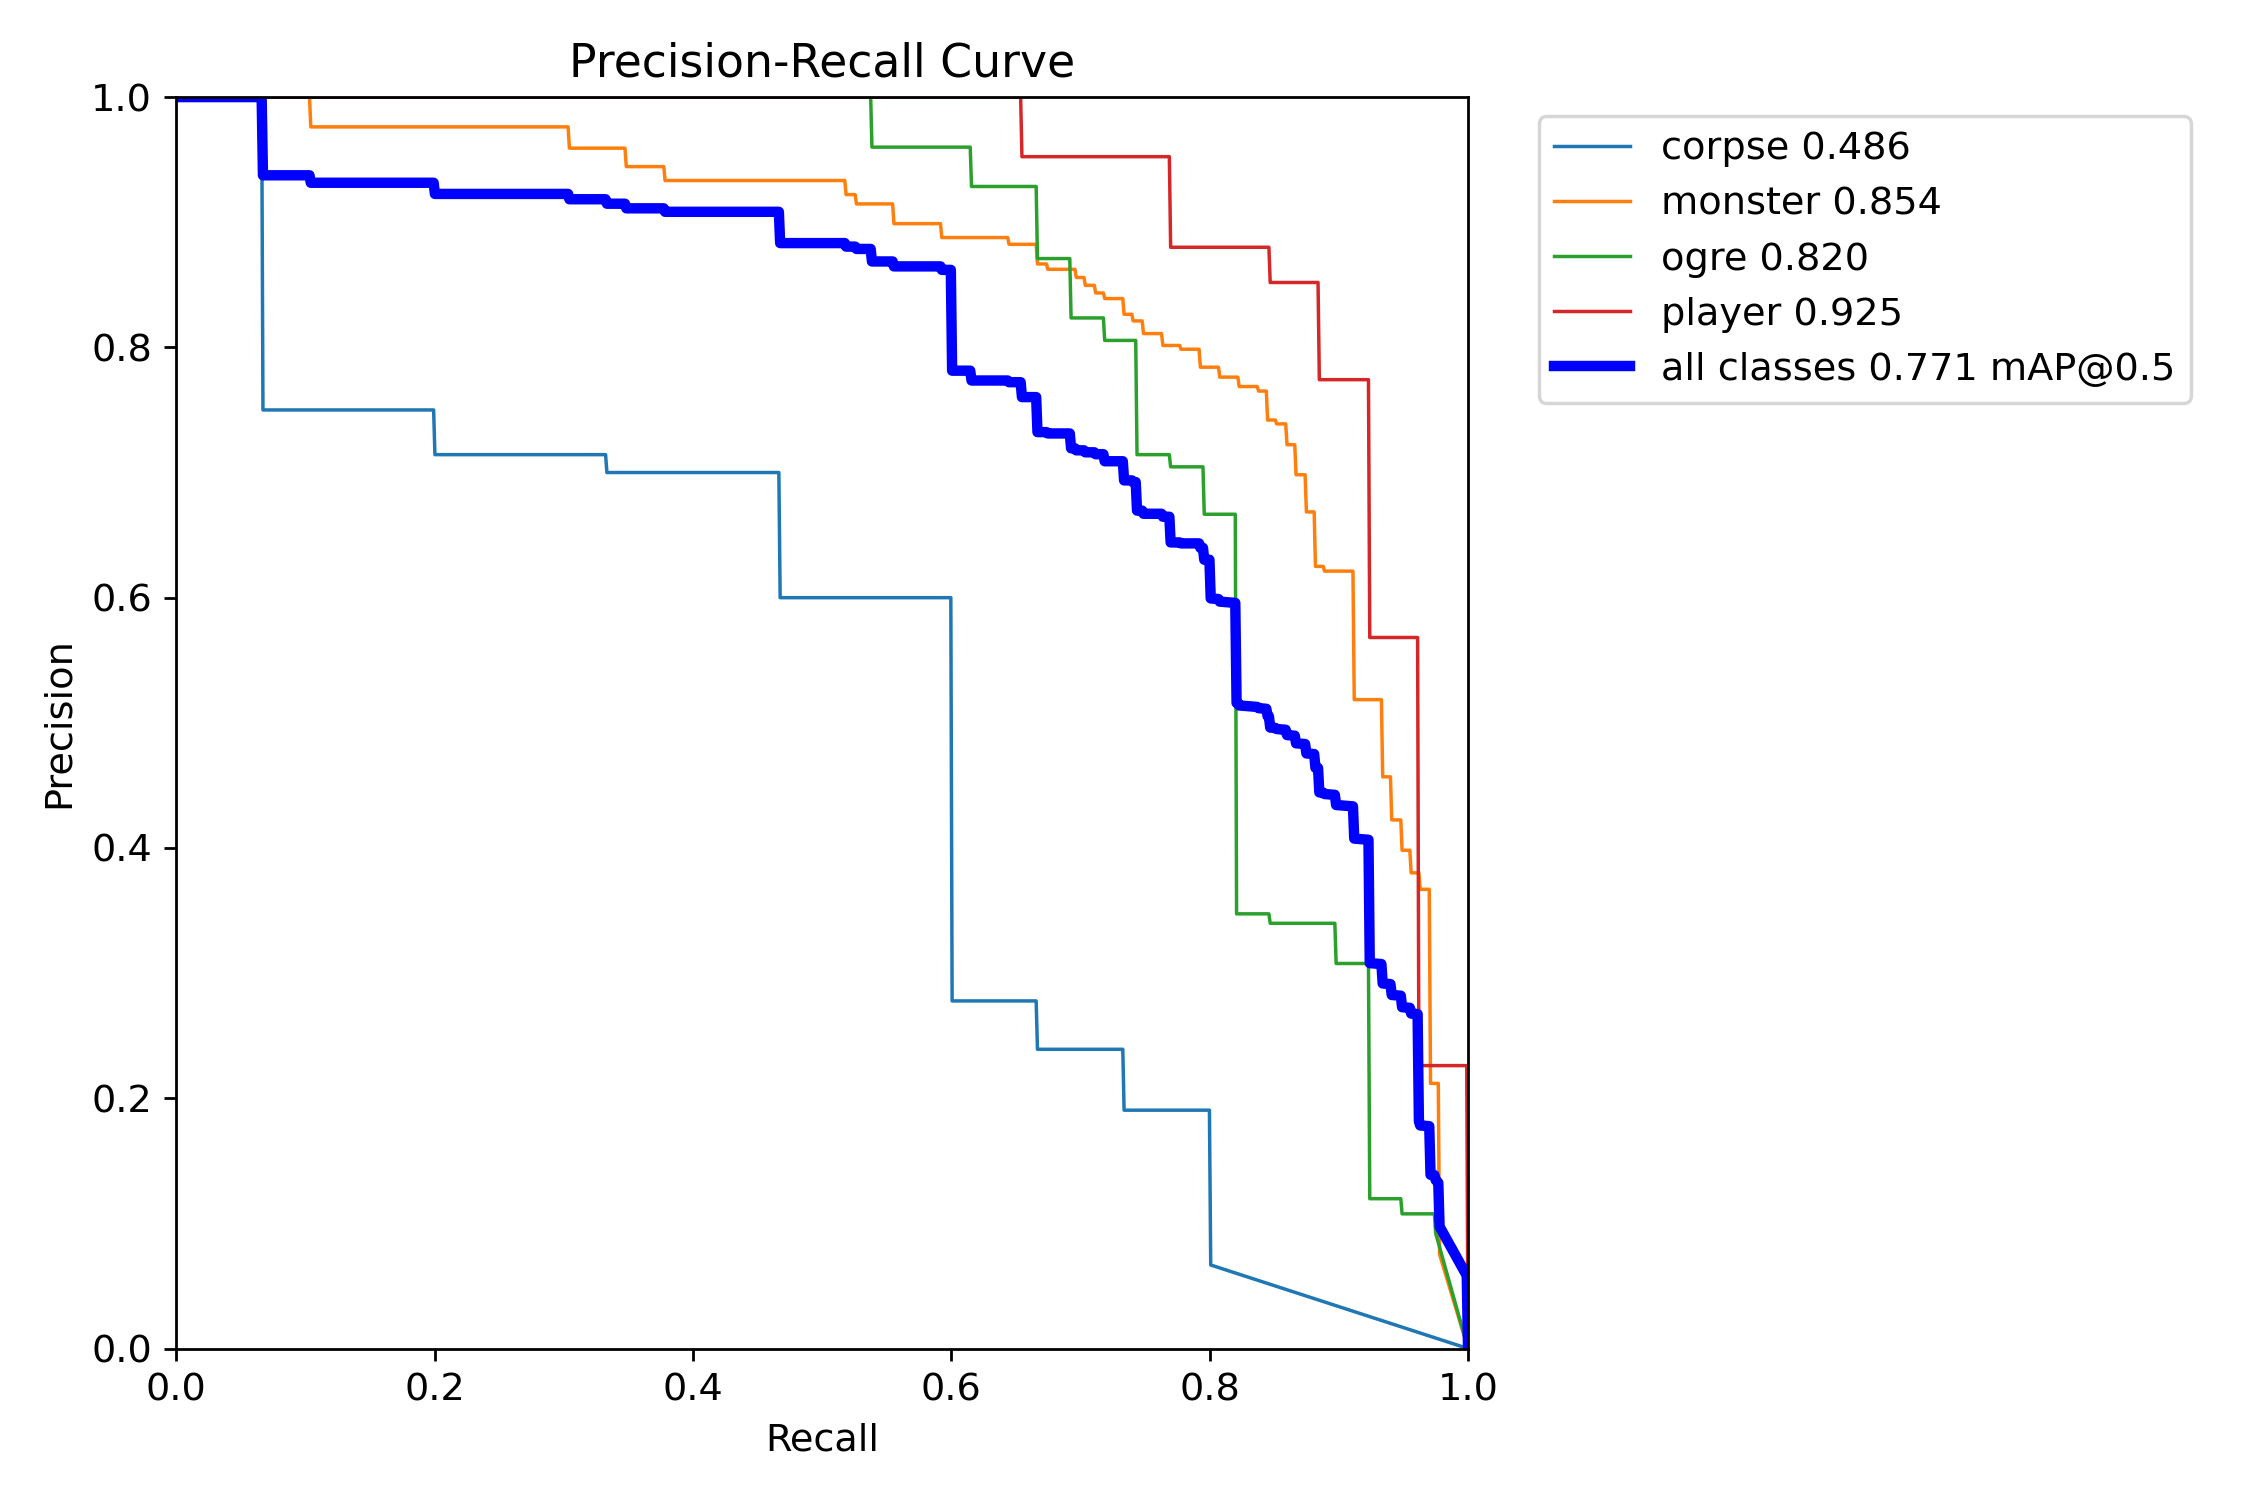 Precision-Recall Curve
1.0
0.8
0.6
0.4
0.2
0.0
Precision
0.0 0.2 0.4 0.6 0.8 1.0
Recall
corpse 0.486
monster 0.854
ogre 0.820
player 0.925
all classes 0.771 mAP@0.5